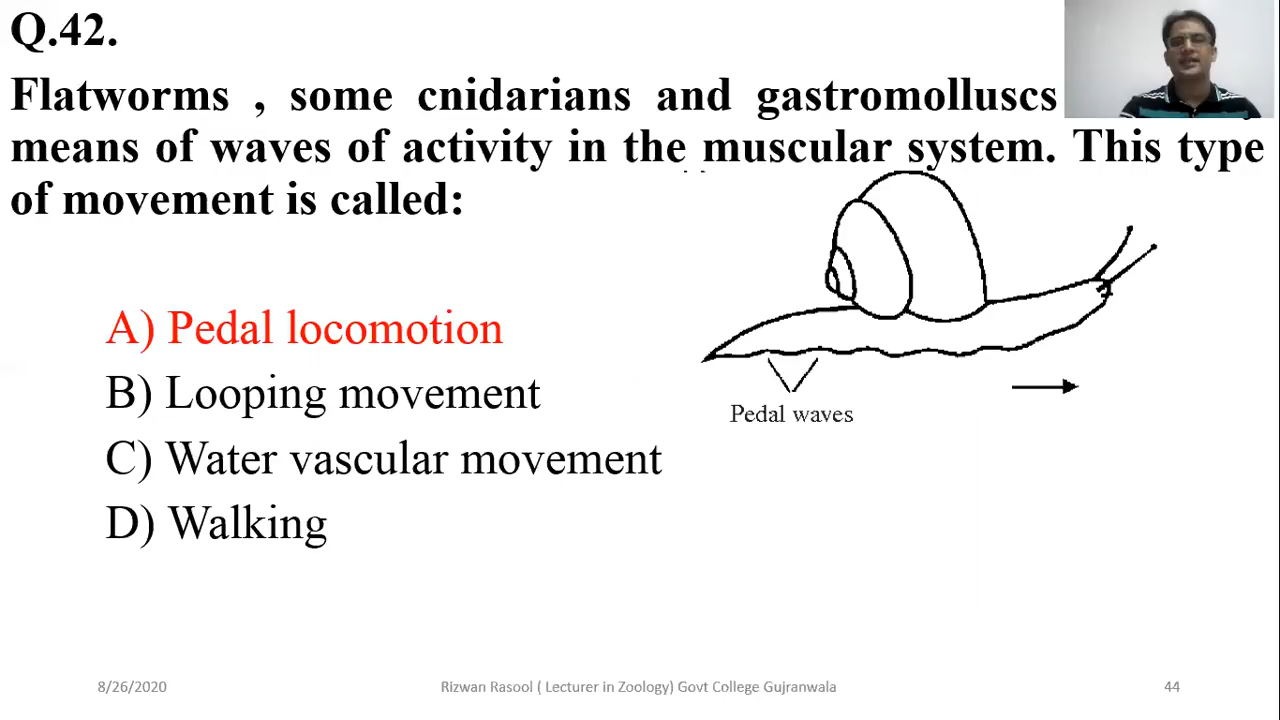 Q.42.
Flatworms , some cnidarians and gastromolluscs
means of waves of activity in the muscular system. This type
of movement is called:
A) Pedal locomotion
B) Looping movement
C) Water vascular movement
D) Walking
Pedal waves
8/26/2020
Rizwan Rasool ( Lecturer in Zoology) Govt College Gujranwala
44